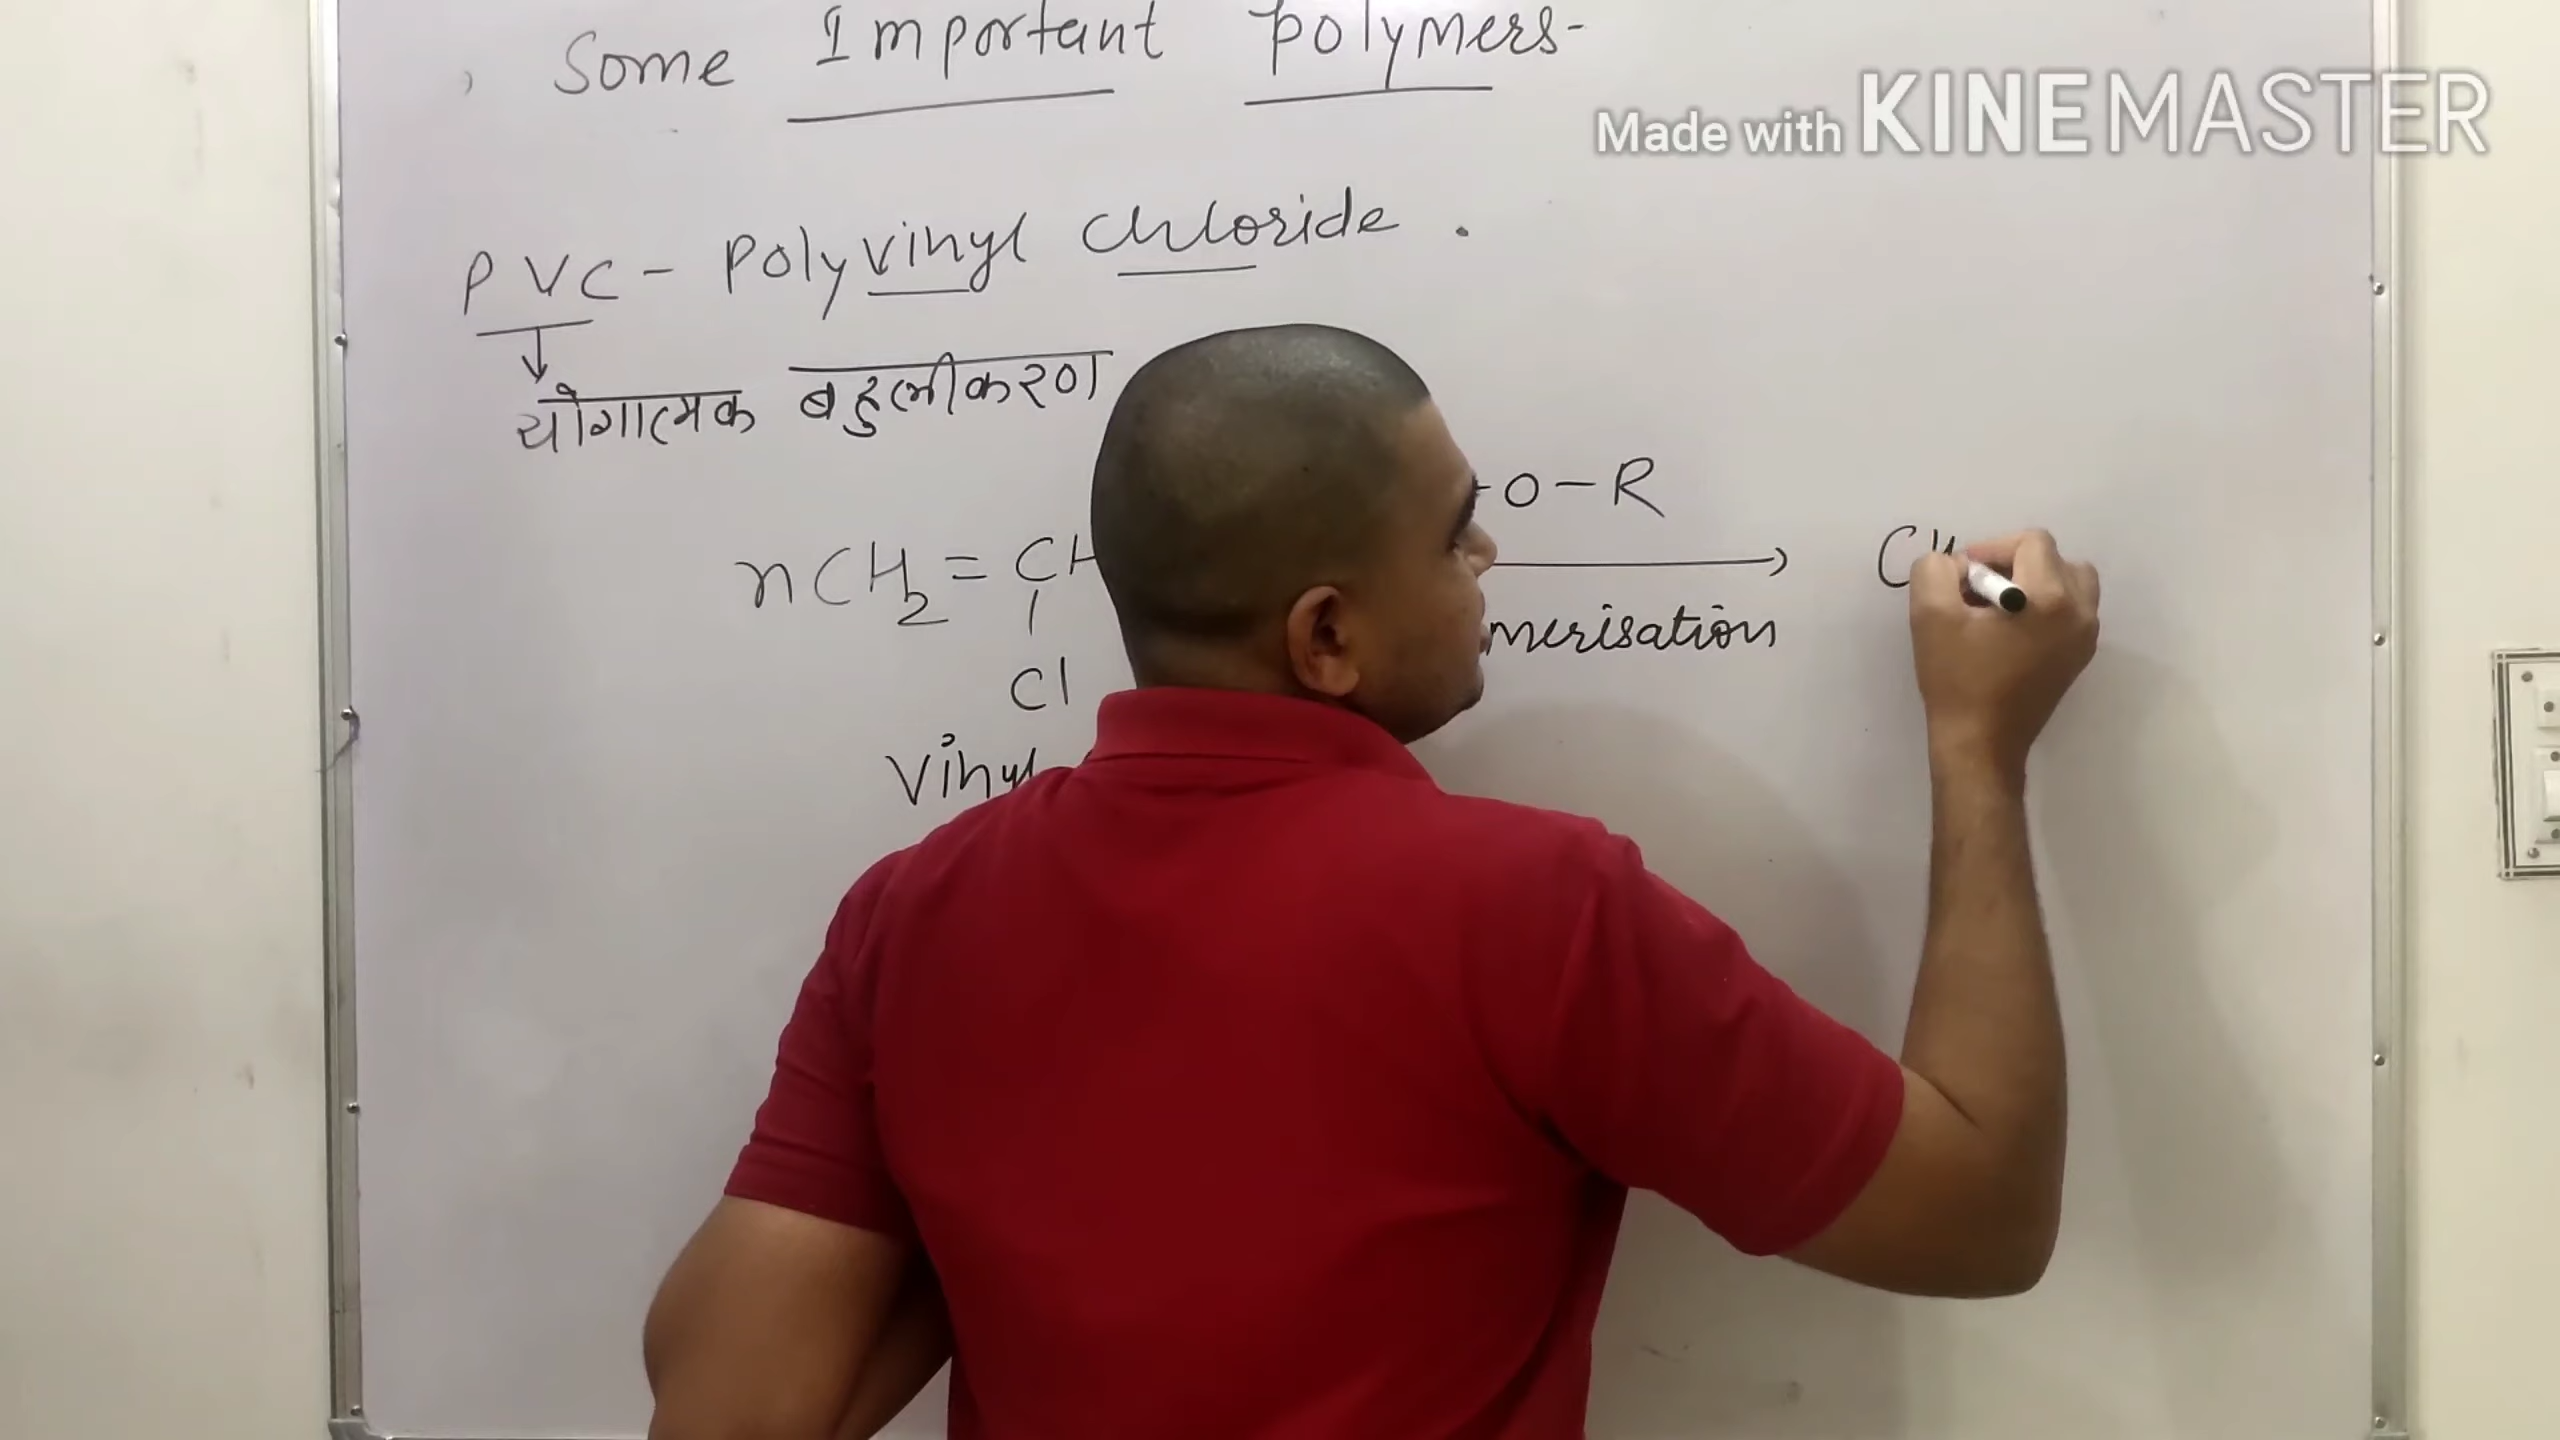 Some Important polymers-
Made with KINEMASTER
PVC - Polyvinyl Chloride.
↓
योगात्मक बहुलीकरण
-O-R
nCH2 = CH → CH
|
merisation
Cl
Vinyl